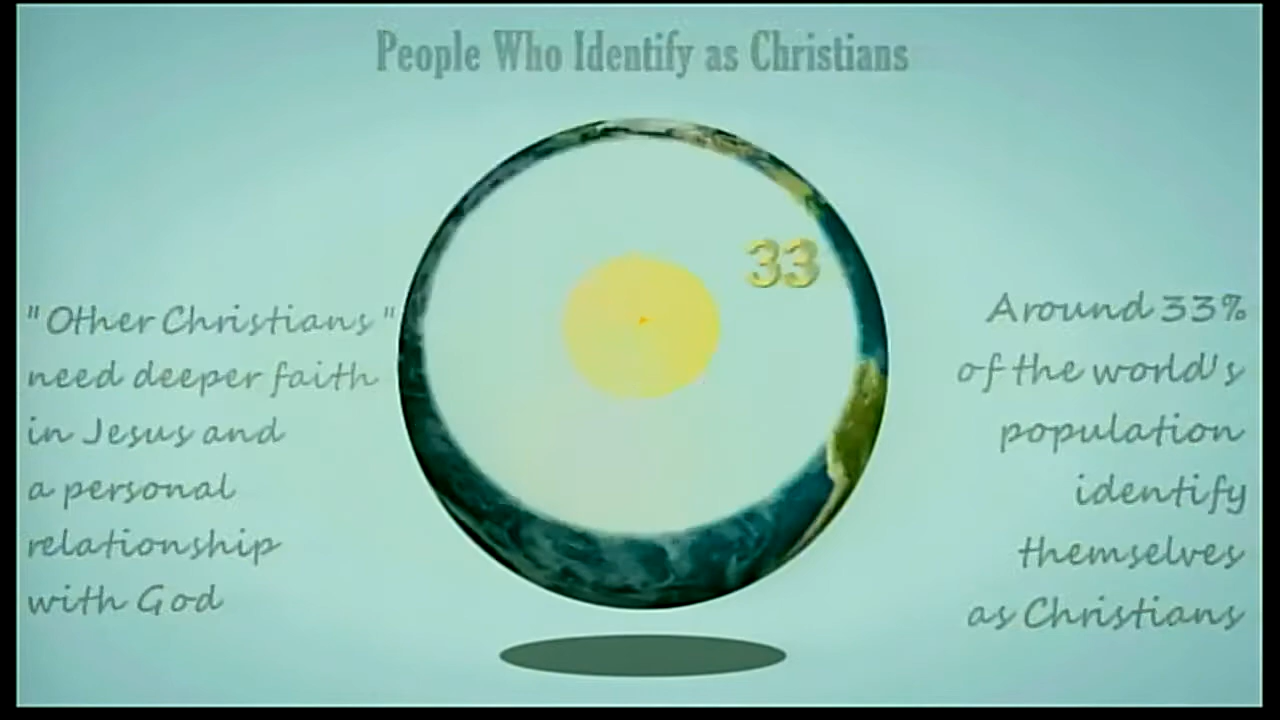 People Who Identify as Christians
33
"Other Christians"
need deeper faith
in Jesus and
a personal
relationship
with God
Around 33%
of the world's
population
identify
themselves
as Christians